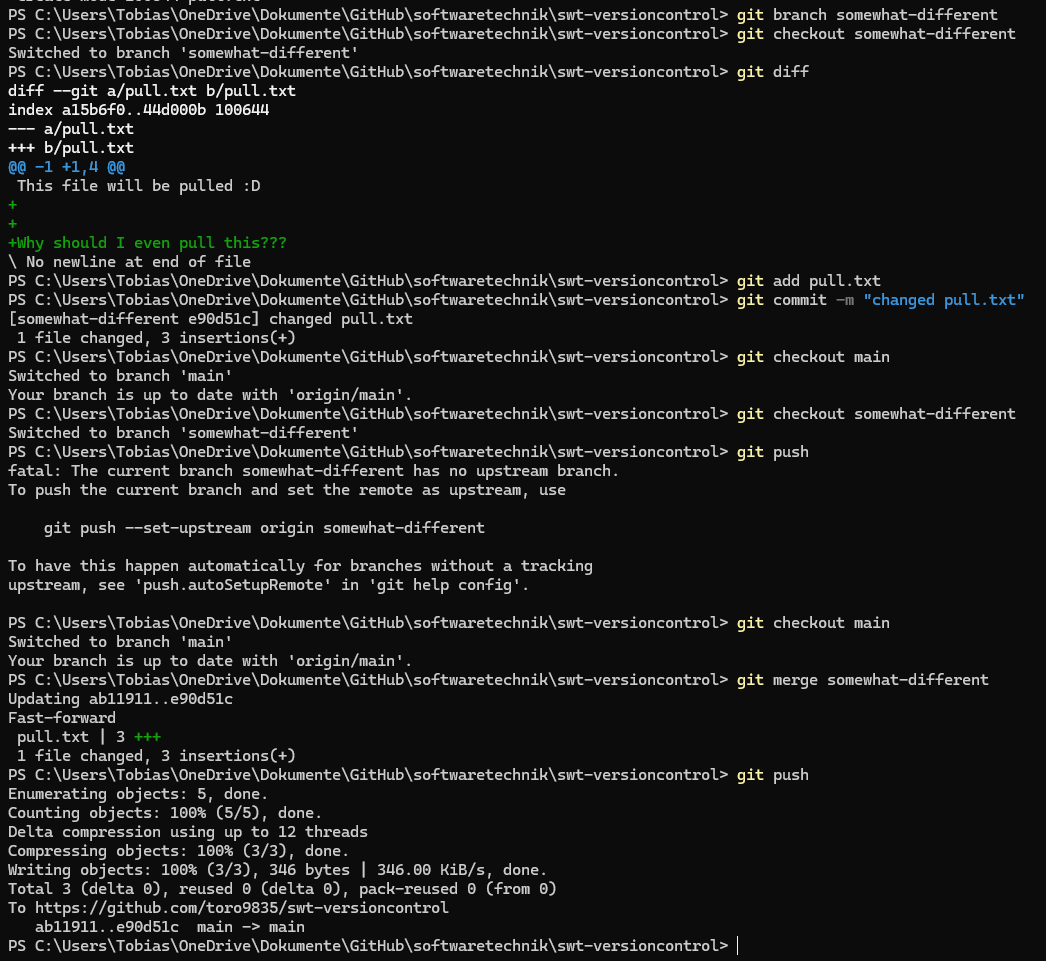 PS C:\Users\Tobias\OneDrive\Dokumente\GitHub\softwaretechnik\swt-versioncontrol> git branch somewhat-different
PS C:\Users\Tobias\OneDrive\Dokumente\GitHub\softwaretechnik\swt-versioncontrol> git checkout somewhat-different
Switched to branch 'somewhat-different'
PS C:\Users\Tobias\OneDrive\Dokumente\GitHub\softwaretechnik\swt-versioncontrol> git diff
diff --git a/pull.txt b/pull.txt
index a15b6f0..44d000b 100644
--- a/pull.txt
+++ b/pull.txt
@@ -1 +1,4 @@
 This file will be pulled :D
+
+
+Why should I even pull this???
\ No newline at end of file
PS C:\Users\Tobias\OneDrive\Dokumente\GitHub\softwaretechnik\swt-versioncontrol> git add pull.txt
PS C:\Users\Tobias\OneDrive\Dokumente\GitHub\softwaretechnik\swt-versioncontrol> git commit -m "changed pull.txt"
[somewhat-different e90d51c] changed pull.txt
 1 file changed, 3 insertions(+)
PS C:\Users\Tobias\OneDrive\Dokumente\GitHub\softwaretechnik\swt-versioncontrol> git checkout main
Switched to branch 'main'
Your branch is up to date with 'origin/main'.
PS C:\Users\Tobias\OneDrive\Dokumente\GitHub\softwaretechnik\swt-versioncontrol> git checkout somewhat-different
Switched to branch 'somewhat-different'
PS C:\Users\Tobias\OneDrive\Dokumente\GitHub\softwaretechnik\swt-versioncontrol> git push
fatal: The current branch somewhat-different has no upstream branch.
To push the current branch and set the remote as upstream, use

    git push --set-upstream origin somewhat-different

To have this happen automatically for branches without a tracking
upstream, see 'push.autoSetupRemote' in 'git help config'.

PS C:\Users\Tobias\OneDrive\Dokumente\GitHub\softwaretechnik\swt-versioncontrol> git checkout main
Switched to branch 'main'
Your branch is up to date with 'origin/main'.
PS C:\Users\Tobias\OneDrive\Dokumente\GitHub\softwaretechnik\swt-versioncontrol> git merge somewhat-different
Updating ab11911..e90d51c
Fast-forward
 pull.txt | 3 +++
 1 file changed, 3 insertions(+)
PS C:\Users\Tobias\OneDrive\Dokumente\GitHub\softwaretechnik\swt-versioncontrol> git push
Enumerating objects: 5, done.
Counting objects: 100% (5/5), done.
Delta compression using up to 12 threads
Compressing objects: 100% (3/3), done.
Writing objects: 100% (3/3), 346 bytes | 346.00 KiB/s, done.
Total 3 (delta 0), reused 0 (delta 0), pack-reused 0 (from 0)
To https://github.com/toro9835/swt-versioncontrol
   ab11911..e90d51c  main -> main
PS C:\Users\Tobias\OneDrive\Dokumente\GitHub\softwaretechnik\swt-versioncontrol>